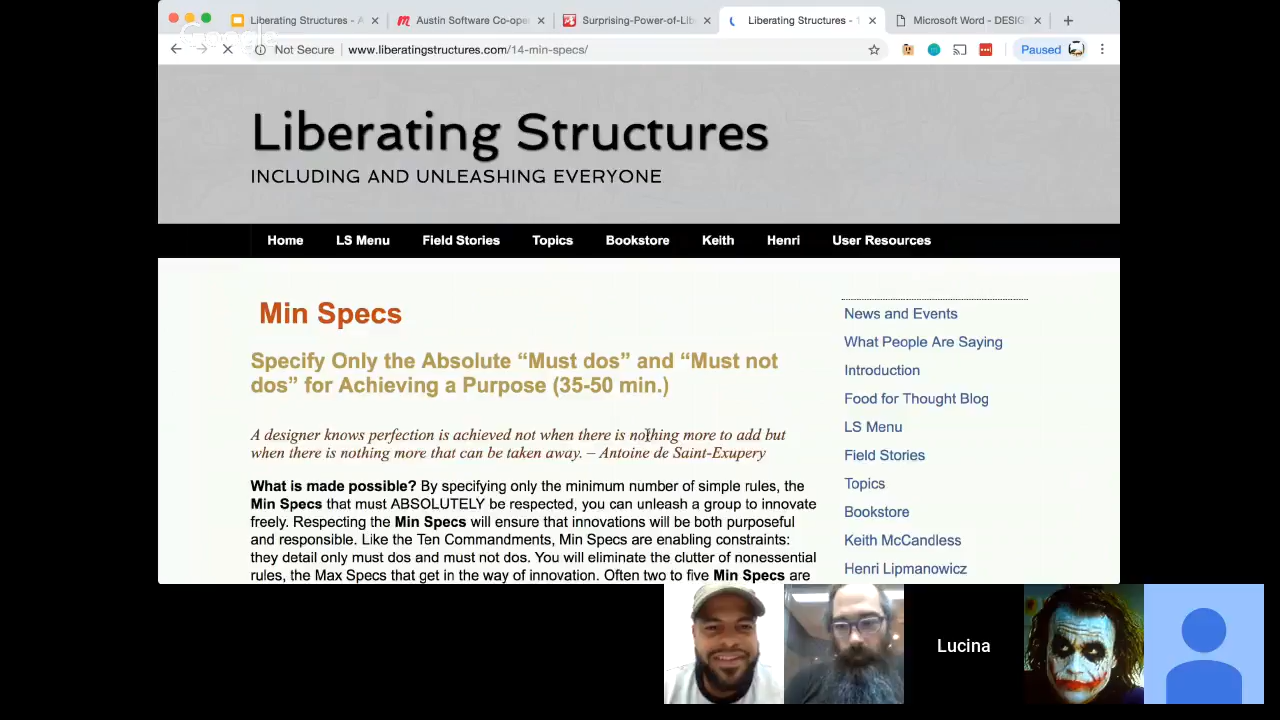 Liberating Structures - A
Austin Software Co-oper
Surprising-Power-of-Lib
Liberating Structures - 1
Microsoft Word - DESIG
Google
Not Secure
www.liberatingstructures.com/14-min-specs/
Paused
Liberating Structures
INCLUDING AND UNLEASHING EVERYONE
Home LS Menu Field Stories Topics Bookstore Keith Henri User Resources
Min Specs
Specify Only the Absolute “Must dos” and “Must not
dos” for Achieving a Purpose (35-50 min.)
A designer knows perfection is achieved not when there is nothing more to add but
when there is nothing more that can be taken away. – Antoine de Saint-Exupery
What is made possible? By specifying only the minimum number of simple rules, the
Min Specs that must ABSOLUTELY be respected, you can unleash a group to innovate
freely. Respecting the Min Specs will ensure that innovations will be both purposeful
and responsible. Like the Ten Commandments, Min Specs are enabling constraints:
they detail only must dos and must not dos. You will eliminate the clutter of nonessential
rules, the Max Specs that get in the way of innovation. Often two to five Min Specs are
News and Events
What People Are Saying
Introduction
Food for Thought Blog
LS Menu
Field Stories
Topics
Bookstore
Keith McCandless
Henri Lipmanowicz
Lucina